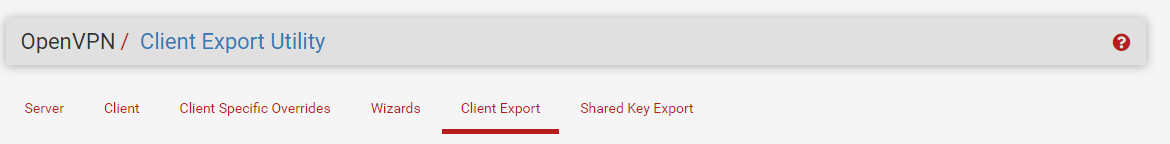 OpenVPN / Client Export Utility
Server Client Client Specific Overrides Wizards Client Export Shared Key Export